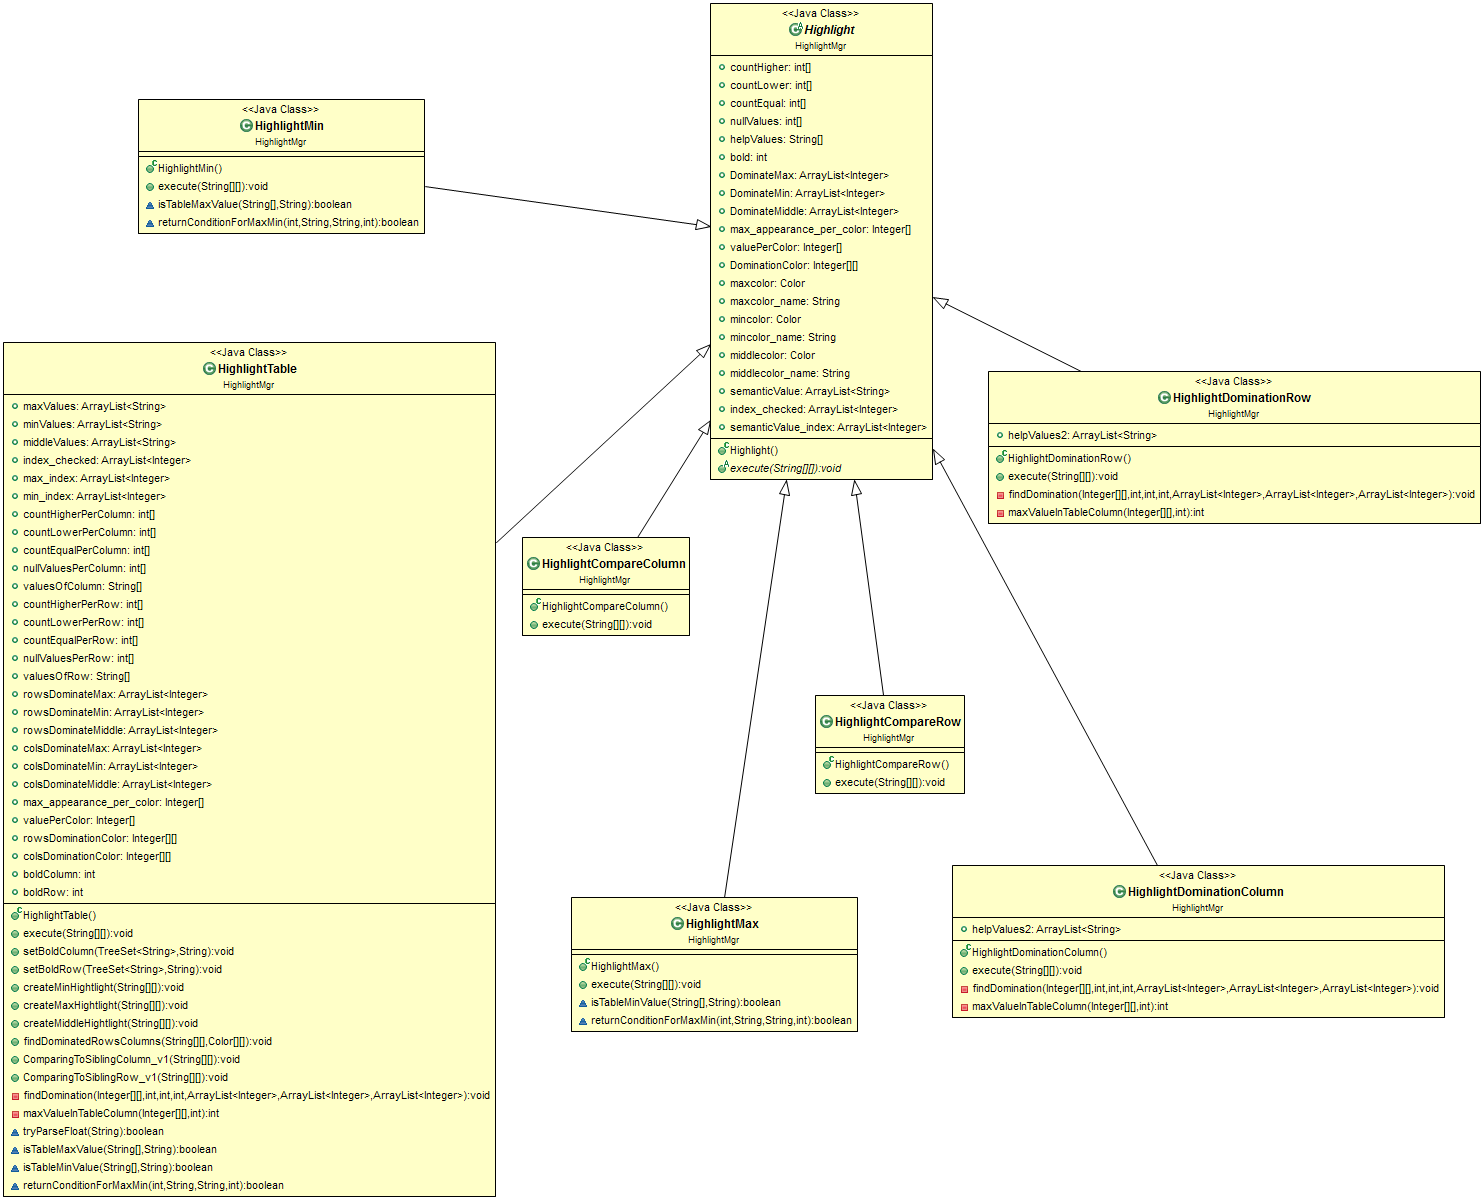 <<Java Class>>
Highlight
HighlightMgr
countHigher: int[]
countLower: int[]
countEqual: int[]
nullValues: int[]
helpValues: String[]
bold: int
DominateMax: ArrayList<Integer>
DominateMin: ArrayList<Integer>
DominateMiddle: ArrayList<Integer>
max_appearance_per_color: Integer[]
valuePerColor: Integer[]
DominationColor: Integer[][]
maxcolor: Color
maxcolor_name: String
mincolor: Color
mincolor_name: String
middlecolor: Color
middlecolor_name: String
semanticValue: ArrayList<String>
index_checked: ArrayList<Integer>
semanticValue_index: ArrayList<Integer>
Highlight()
execute(String[][]):void
<<Java Class>>
HighlightMin
HighlightMgr
HighlightMin()
execute(String[][]):void
isTableMaxValue(String[],String):boolean
returnConditionForMaxMin(int,String,String,int):boolean
<<Java Class>>
HighlightTable
HighlightMgr
maxValues: ArrayList<String>
minValues: ArrayList<String>
middleValues: ArrayList<String>
index_checked: ArrayList<Integer>
max_index: ArrayList<Integer>
min_index: ArrayList<Integer>
countHigherPerColumn: int[]
countLowerPerColumn: int[]
countEqualPerColumn: int[]
nullValuesPerColumn: int[]
valuesOfColumn: String[]
countHigherPerRow: int[]
countLowerPerRow: int[]
countEqualPerRow: int[]
nullValuesPerRow: int[]
valuesOfRow: String[]
rowsDominateMax: ArrayList<Integer>
rowsDominateMin: ArrayList<Integer>
rowsDominateMiddle: ArrayList<Integer>
colsDominateMax: ArrayList<Integer>
colsDominateMin: ArrayList<Integer>
colsDominateMiddle: ArrayList<Integer>
max_appearance_per_color: Integer[]
valuePerColor: Integer[]
rowsDominationColor: Integer[][]
colsDominationColor: Integer[][]
boldColumn: int
boldRow: int
HighlightTable()
execute(String[][]):void
setBoldColumn(TreeSet<String>,String):void
setBoldRow(TreeSet<String>,String):void
createMinHightlight(String[][]):void
createMaxHightlight(String[][]):void
createMiddleHightlight(String[][]):void
findDominatedRowsColumns(String[][],Color[][]):void
ComparingToSiblingColumn_v1(String[][]):void
ComparingToSiblingRow_v1(String[][]):void
findDomination(Integer[][],int,int,int,ArrayList<Integer>,ArrayList<Integer>,ArrayList<Integer>):void
maxValueInTableColumn(Integer[][],int):int
tryParseFloat(String):boolean
isTableMaxValue(String[],String):boolean
isTableMinValue(String[],String):boolean
returnConditionForMaxMin(int,String,String,int):boolean
<<Java Class>>
HighlightCompareColumn
HighlightMgr
HighlightCompareColumn()
execute(String[][]):void
<<Java Class>>
HighlightDominationRow
HighlightMgr
helpValues2: ArrayList<String>
HighlightDominationRow()
execute(String[][]):void
findDomination(Integer[][],int,int,int,ArrayList<Integer>,ArrayList<Integer>,ArrayList<Integer>):void
maxValueInTableColumn(Integer[][],int):int
<<Java Class>>
HighlightCompareRow
HighlightMgr
HighlightCompareRow()
execute(String[][]):void
<<Java Class>>
HighlightMax
HighlightMgr
HighlightMax()
execute(String[][]):void
isTableMinValue(String[],String):boolean
returnConditionForMaxMin(int,String,String,int):boolean
<<Java Class>>
HighlightDominationColumn
HighlightMgr
helpValues2: ArrayList<String>
HighlightDominationColumn()
execute(String[][]):void
findDomination(Integer[][],int,int,int,ArrayList<Integer>,ArrayList<Integer>,ArrayList<Integer>):void
maxValueInTableColumn(Integer[][],int):int